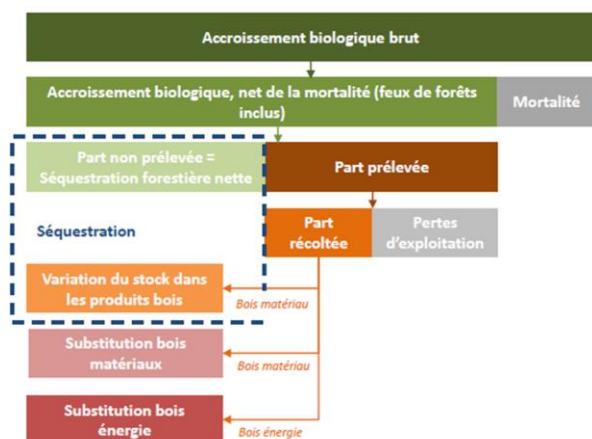 Accroissement biologique brut
Accroissement biologique, net de la mortalité (feux de forêts
inclus)
Mortalité
Part non prélevée =
Séquestration forestière nette
Part prélevée
Séquestration
Part
récoltée
Pertes
d'exploitation
Variation du stock dans
les produits bois
Bois matériau
Substitution bois
matériaux
Bois matériau
Substitution bois
énergie
Bois énergie